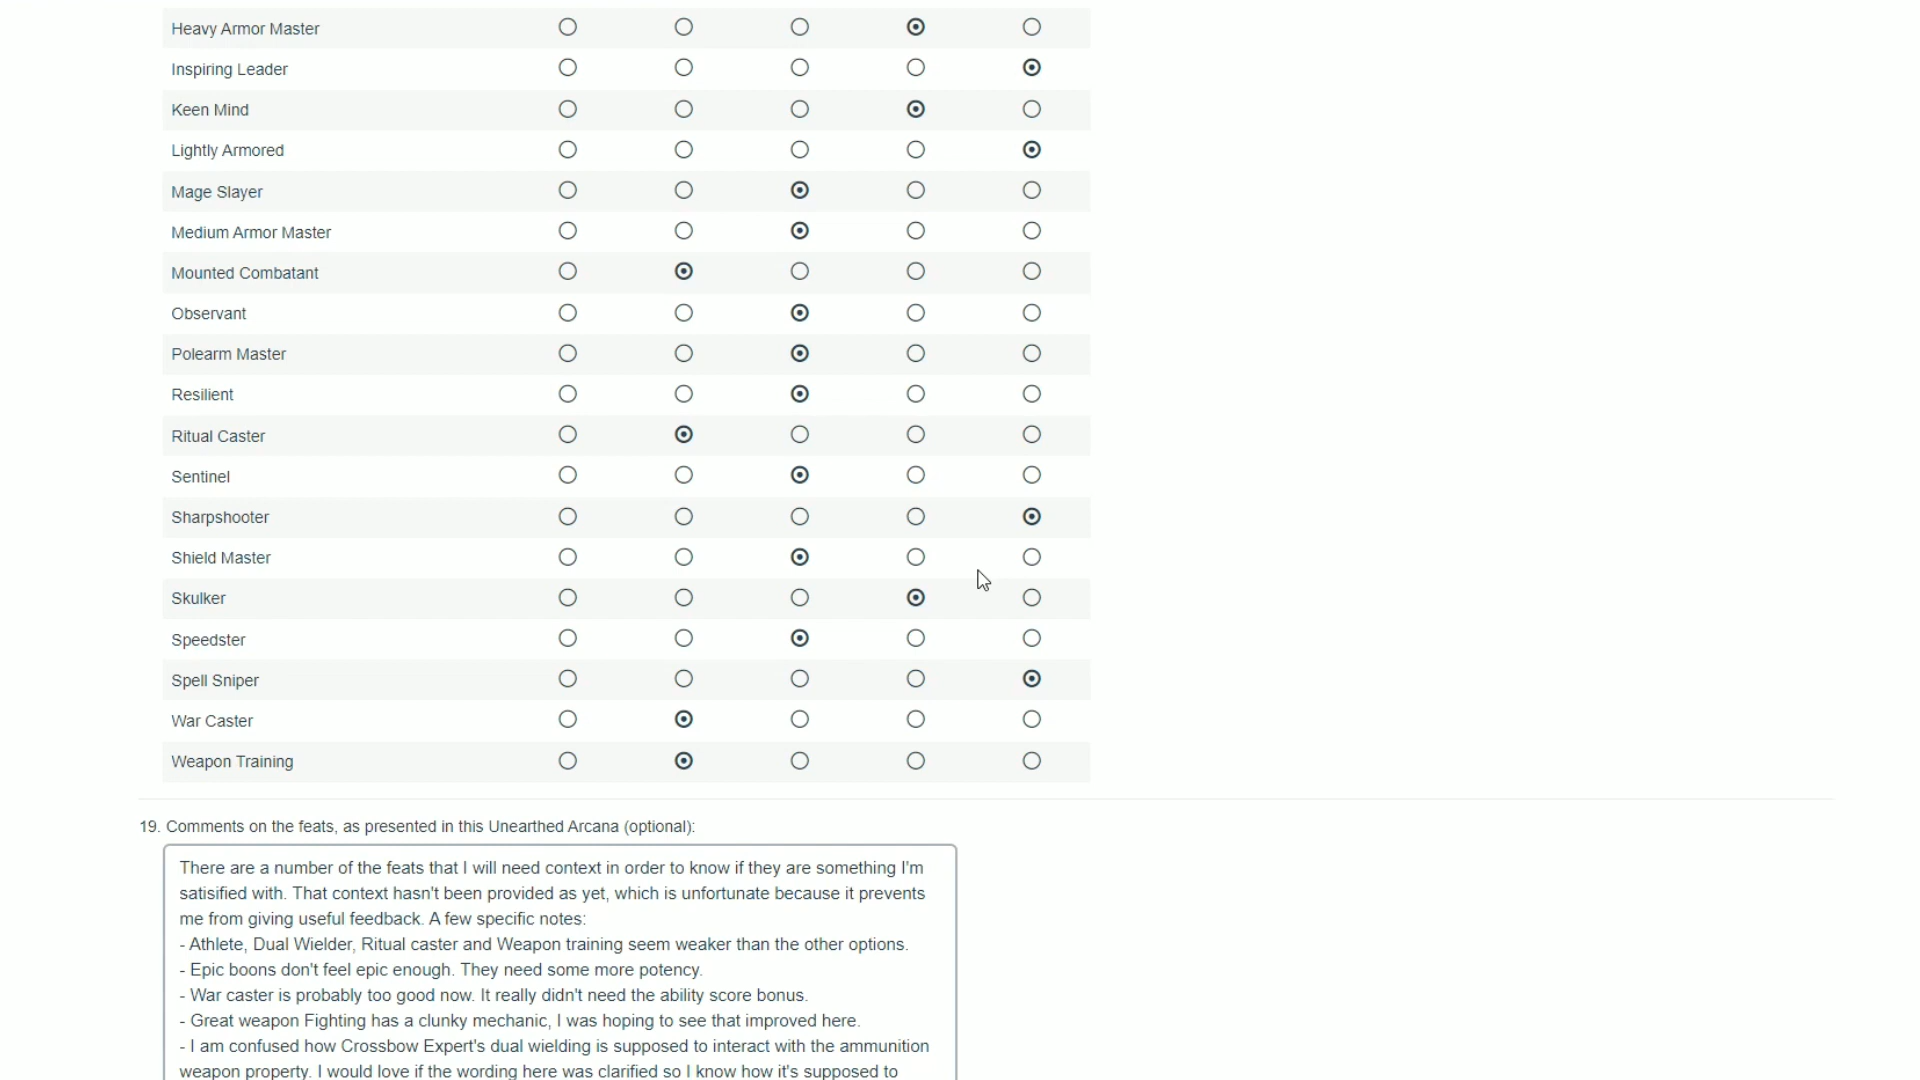 Heavy Armor Master
Inspiring Leader
Keen Mind
Lightly Armored
Mage Slayer
Medium Armor Master
Mounted Combatant
Observant
Polearm Master
Resilient
Ritual Caster
Sentinel
Sharpshooter
Shield Master
Skulker
Speedster
Spell Sniper
War Caster
Weapon Training
19. Comments on the feats, as presented in this Unearthed Arcana (optional):
There are a number of the feats that I will need context in order to know if they are something I'm
satisified with. That context hasn't been provided as yet, which is unfortunate because it prevents
me from giving useful feedback. A few specific notes:
- Athlete, Dual Wielder, Ritual caster and Weapon training seem weaker than the other options.
- Epic boons don't feel epic enough. They need some more potency.
- War caster is probably too good now. It really didn't need the ability score bonus.
- Great weapon Fighting has a clunky mechanic, I was hoping to see that improved here.
- I am confused how Crossbow Expert's dual wielding is supposed to interact with the ammunition
weapon property. I would love if the wording here was clarified so I know how it's supposed to